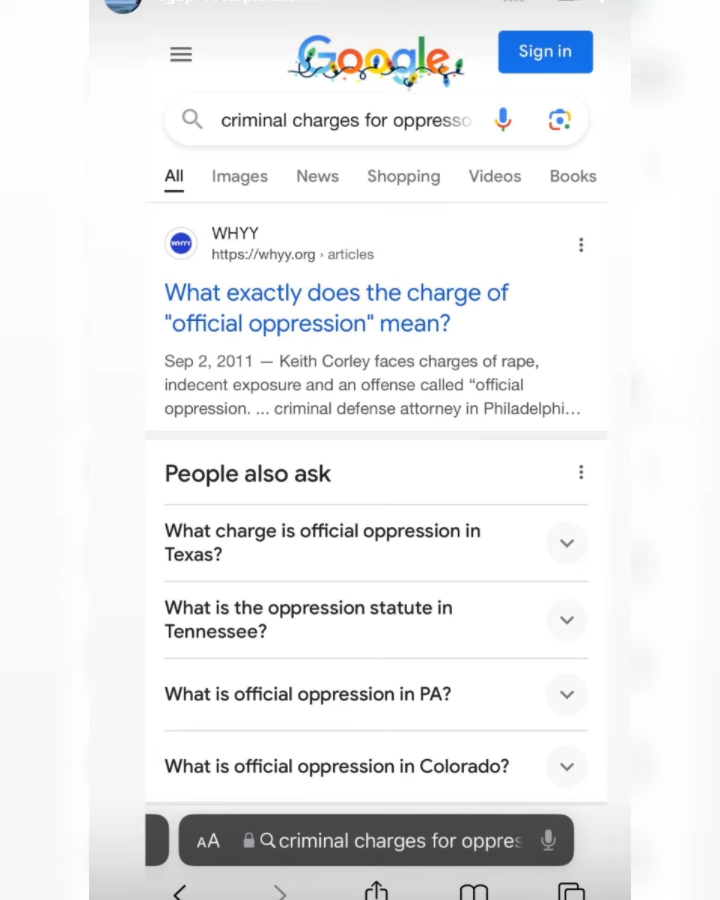 Google
Sign in
criminal charges for oppresso
All Images News Shopping Videos Books
WHYY
WHYY
https://whyy.org › articles
What exactly does the charge of
"official oppression" mean?
Sep 2, 2011 — Keith Corley faces charges of rape,
indecent exposure and an offense called “official
oppression. ... criminal defense attorney in Philadelphi...
People also ask
What charge is official oppression in
Texas?
What is the oppression statute in
Tennessee?
What is official oppression in PA?
What is official oppression in Colorado?
AA criminal charges for oppres